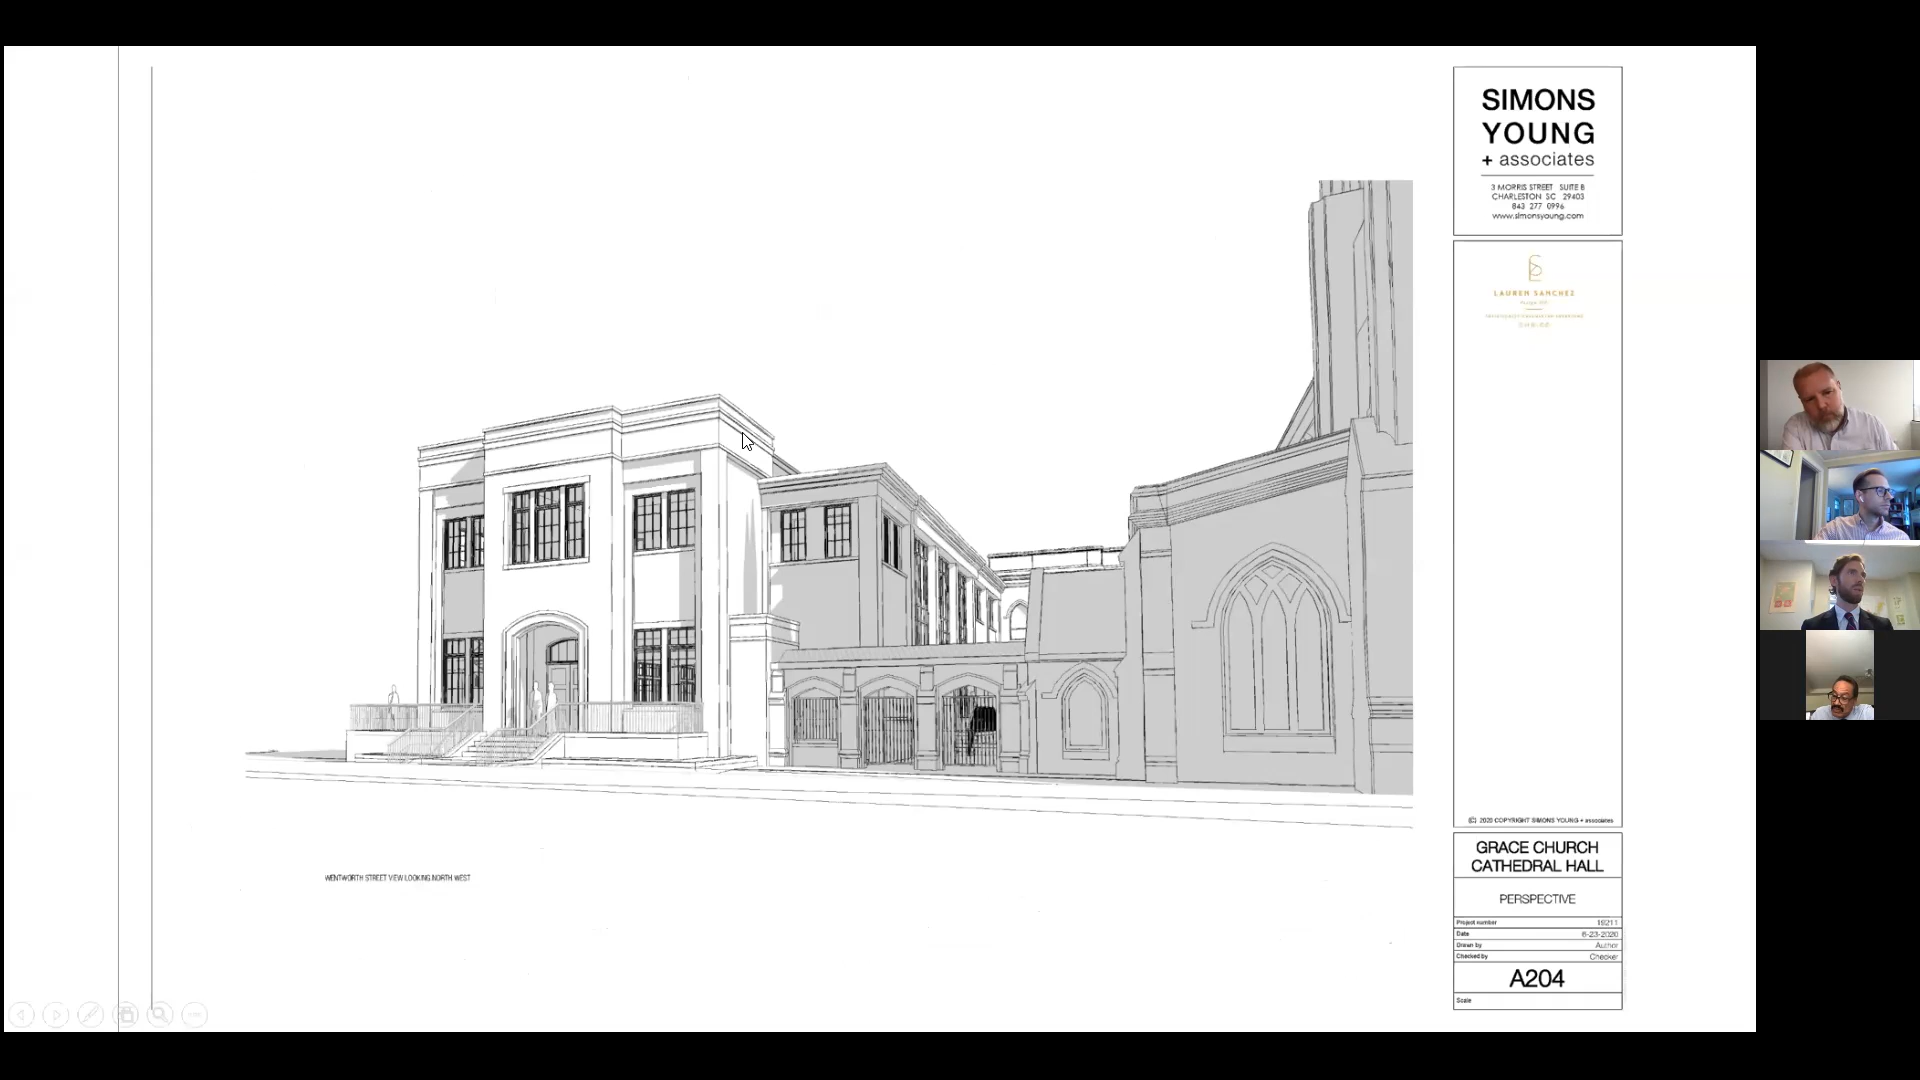 SIMONS
YOUNG
+ associates
3 MORRIS STREET SUITE B
CHARLESTON SC 29403
843 277 0996
www.simonsyoung.com
LAUREN SANCHEZ
© 2020 COPYRIGHT SIMONS YOUNG + associates
GRACE CHURCH
CATHEDRAL HALL
PERSPECTIVE
Project number 19211
Date 6-23-2020
Drawn by Author
Checked by Checker
A204
Scale
WENTWORTH STREET VIEW LOOKING NORTH WEST